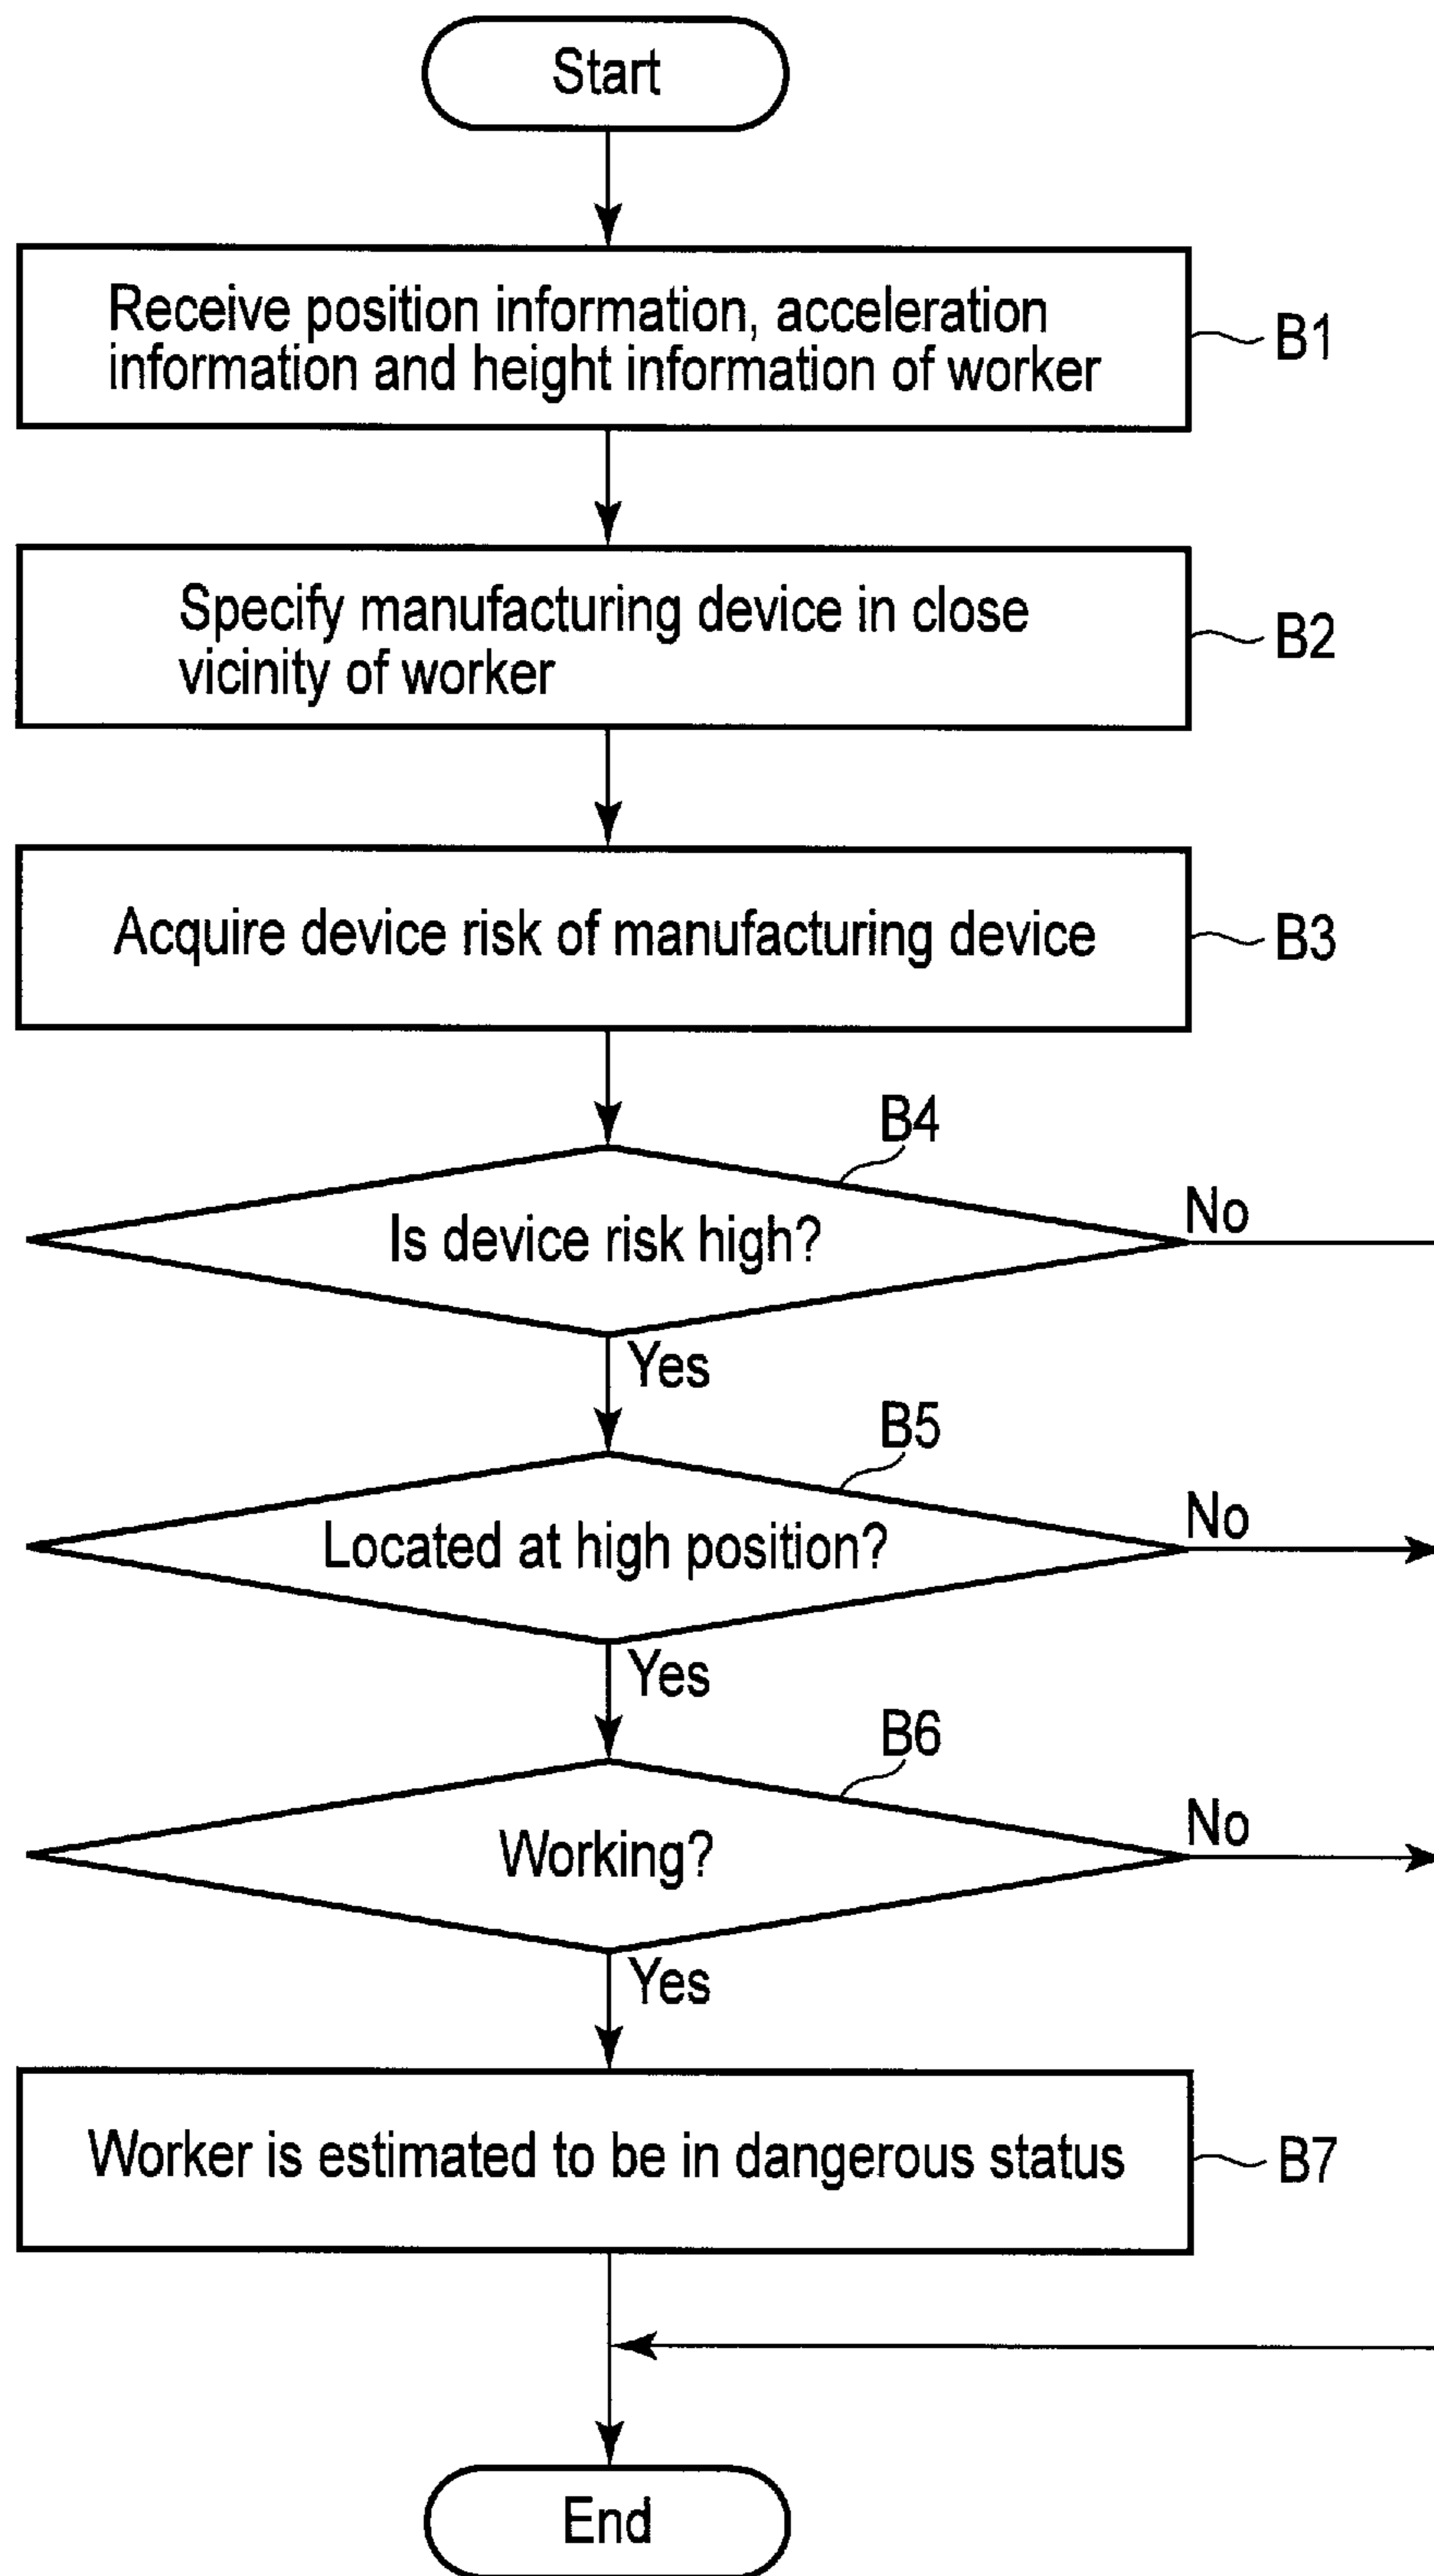 Start
Receive position information, acceleration
information and height information of worker
B1
Specify manufacturing device in close
vicinity of worker
B2
Acquire device risk of manufacturing device
B3
B4
Is device risk high?
No
Yes
B5
Located at high position?
No
Yes
B6
Working?
No
Yes
Worker is estimated to be in dangerous status
B7
End